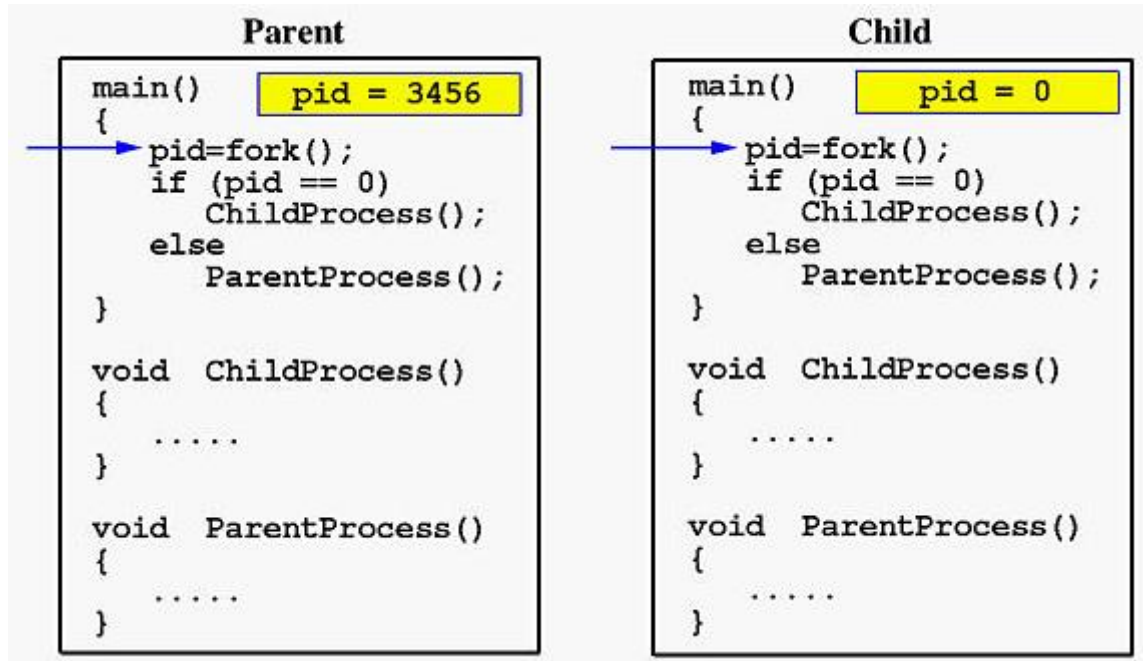 Parent
main()
pid = 3456
{
pid=fork();
if (pid == 0)
ChildProcess();
else
ParentProcess();
}
void ChildProcess()
{
.....
}
void ParentProcess()
{
.....
}
Child
main()
pid = 0
{
pid=fork();
if (pid == 0)
ChildProcess();
else
ParentProcess();
}
void ChildProcess()
{
.....
}
void ParentProcess()
{
.....
}